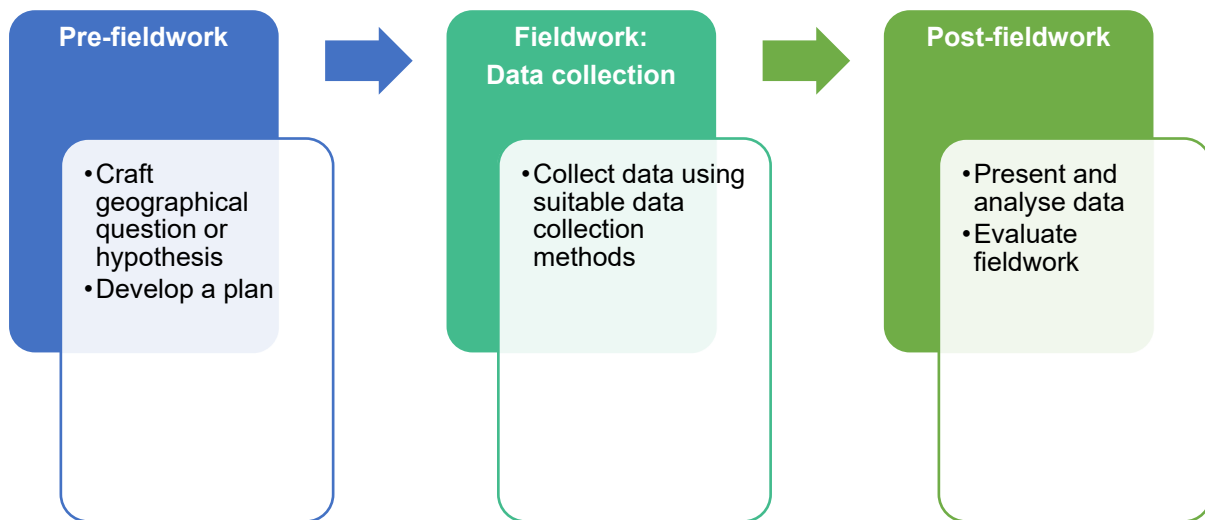 Pre-fieldwork
•Craft
geographical
question or
hypothesis
•Develop a plan
Fieldwork:
Data collection
•Collect data using
suitable data
collection
methods
Post-fieldwork
•Present and
analyse data
•Evaluate
fieldwork